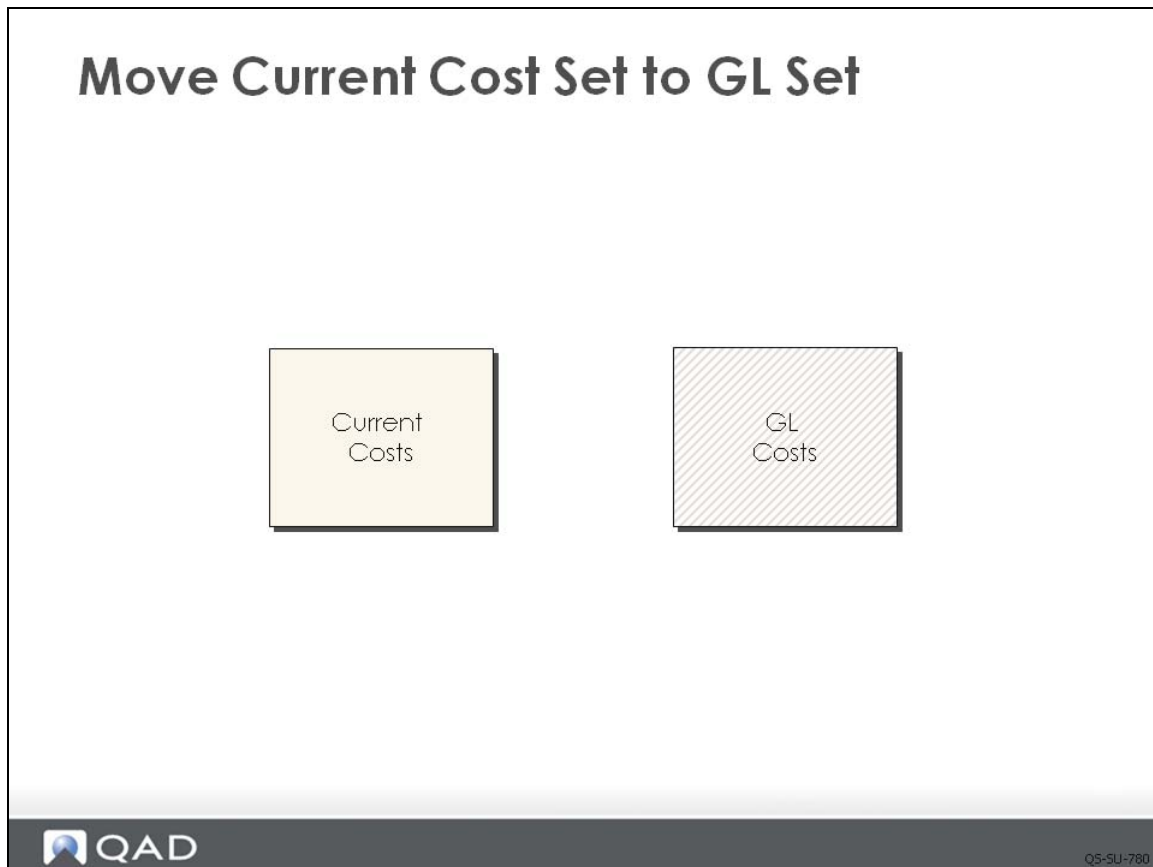 Move Current Cost Set to GL Set
Current
Costs
GL
Costs
QAD
QS-SU-780